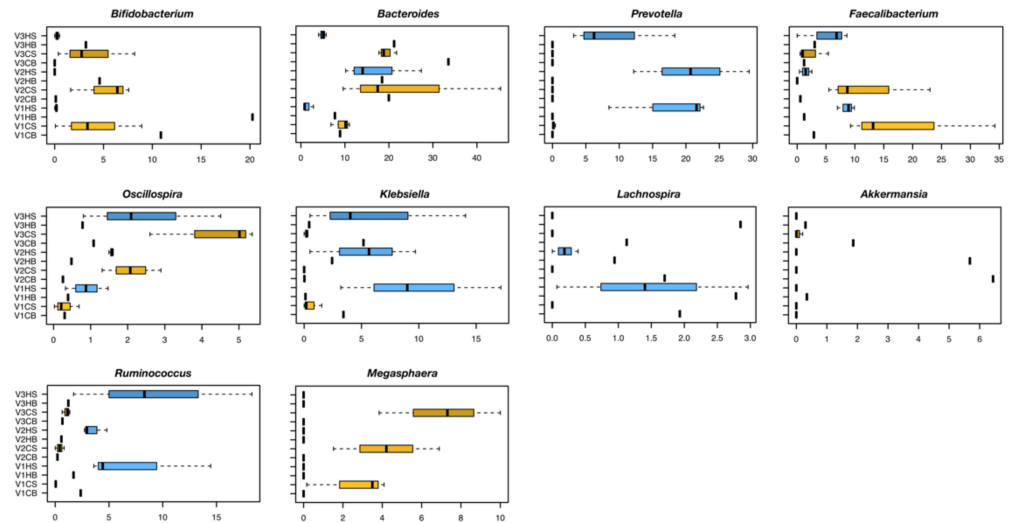 Bifidobacterium
Bacteroides
Prevotella
Faecalibacterium
V3HS
V3HB
V3CS
V3CB
V2HS
V2HB
V2CS
V2CB
V1HS
V1HB
V1CS
V1CB
0 5 10 15 20
0 10 20 30 40
0 5 10 15 20 25 30
0 5 10 15 20 25 30 35
Oscillospira
Klebsiella
Lachnospira
Akkermansia
V3HS
V3HB
V3CS
V3CB
V2HS
V2HB
V2CS
V2CB
V1HS
V1HB
V1CS
V1CB
0 1 2 3 4 5
0 5 10 15
0.0 0.5 1.0 1.5 2.0 2.5 3.0
0 1 2 3 4 5 6
Ruminococcus
Megasphaera
V3HS
V3HB
V3CS
V3CB
V2HS
V2HB
V2CS
V2CB
V1HS
V1HB
V1CS
V1CB
0 5 10 15
0 2 4 6 8 10